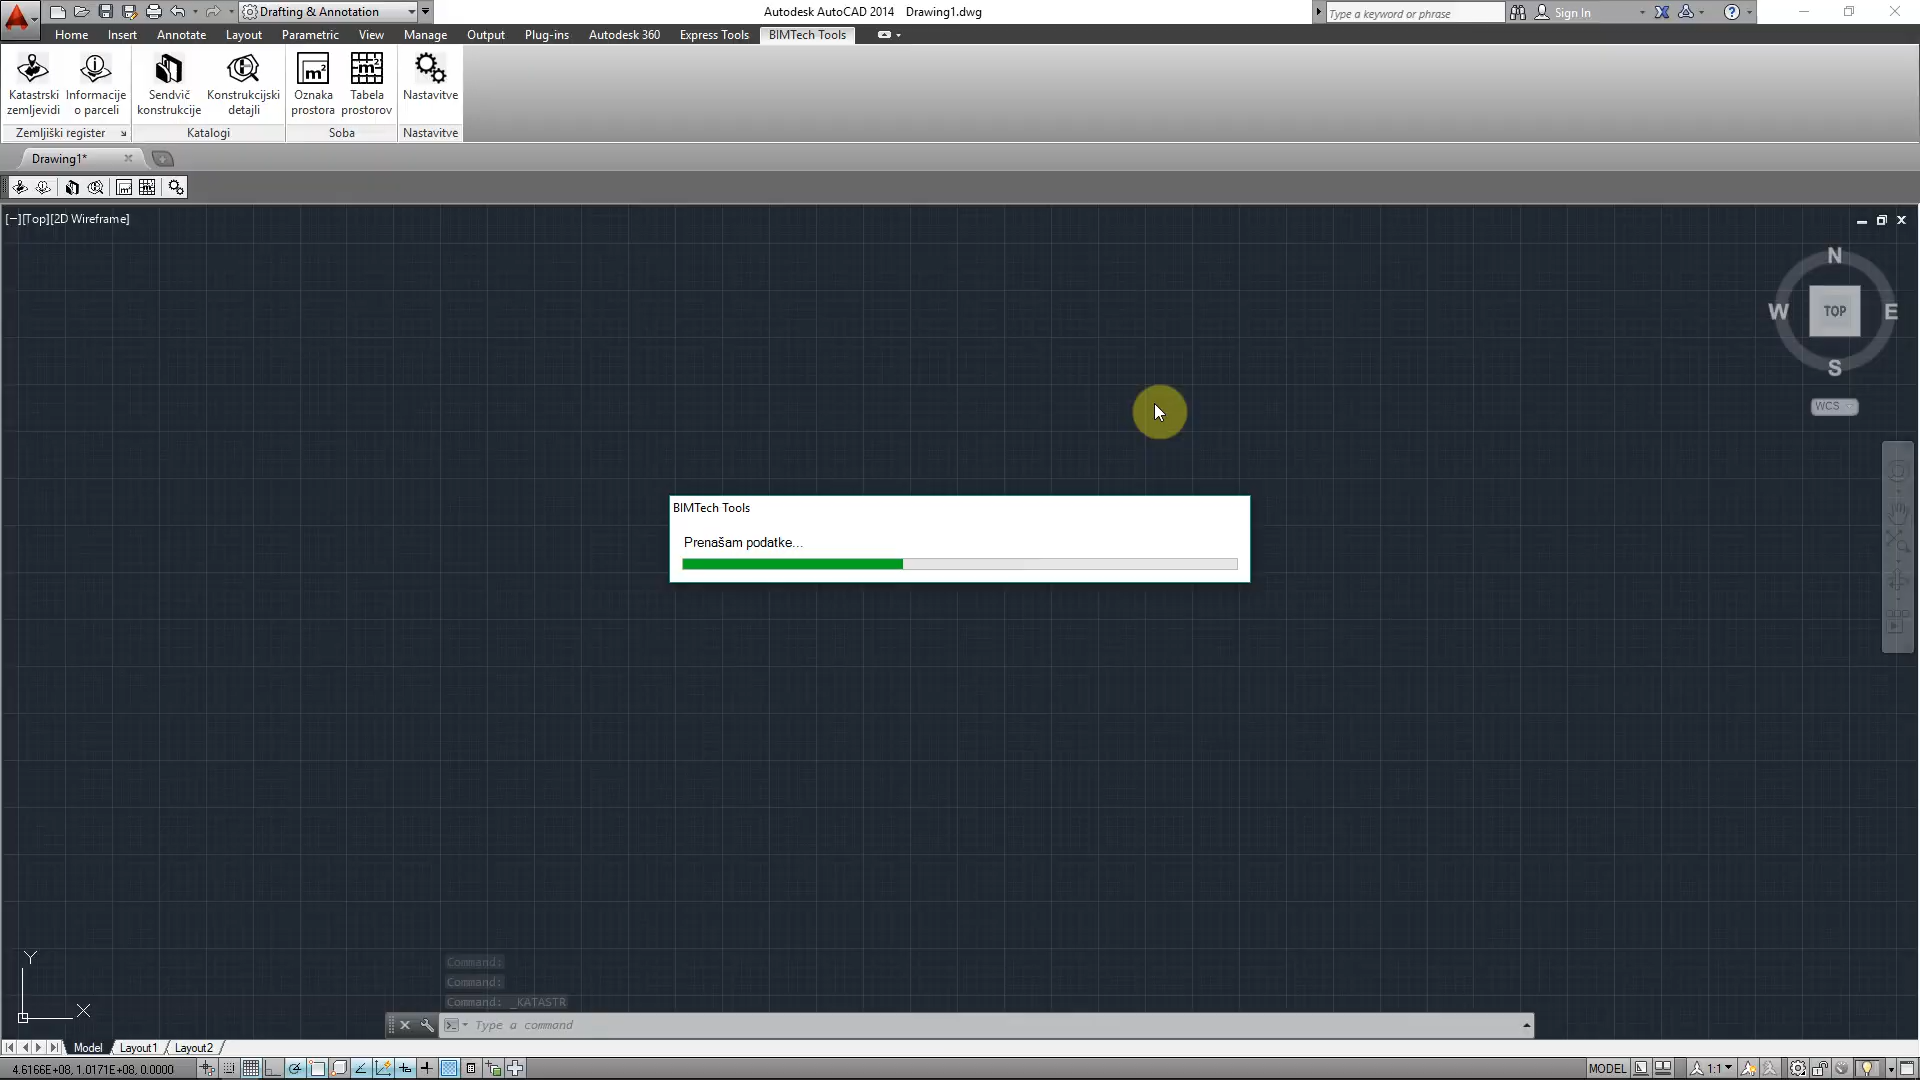 Drafting & Annotation
Autodesk AutoCAD 2014 Drawing1.dwg
Type a keyword or phrase
Sign In
Home Insert Annotate Layout Parametric View Manage Output Plug-ins Autodesk 360 Express Tools BIMTech Tools
Katastrski zemljevidi
Informacije o parceli
Sendvič konstrukcije
Konstrukcijski detajli
Oznaka prostora
Tabela prostorov
Nastavitve
Zemljiški register Katalogi Soba Nastavitve
Drawing1*
[−][Top][2D Wireframe]
N
W TOP E
S
WCS
BIMTech Tools
Prenašam podatke...
Y
X
Command:
Command:
Command: _KATASTR
Type a command
Model Layout1 Layout2
4.6166E+08, 1.0171E+08, 0.0000
MODEL
1:1